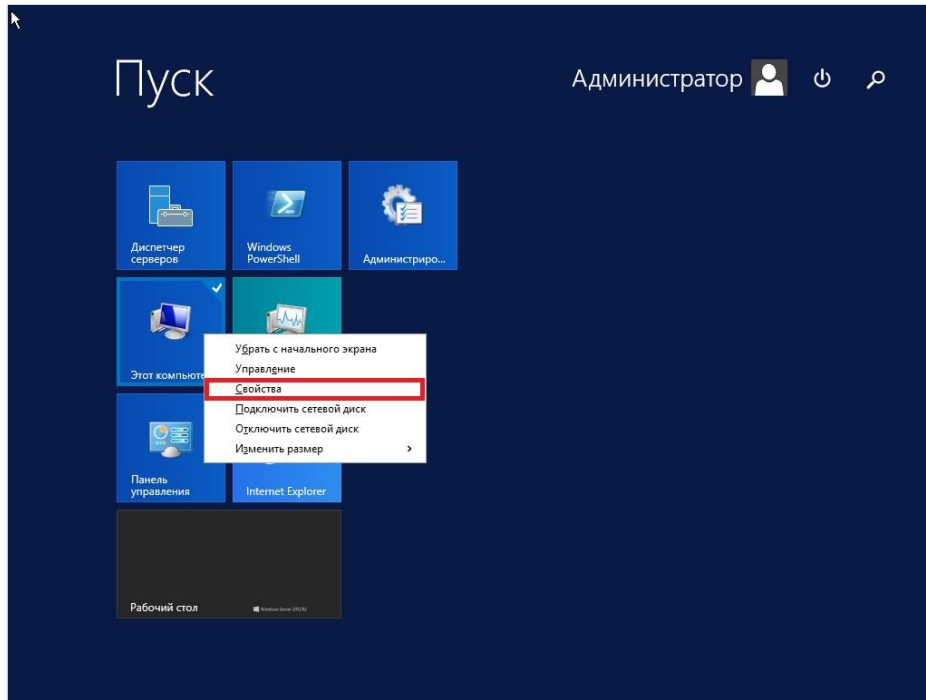 Пуск
Администратор
Диспетчер
серверов
Windows
PowerShell
Администриро...
Этот компьюте
Убрать с начального экрана
Управление
Свойства
Подключить сетевой диск
Отключить сетевой диск
Изменить размер
Панель
управления
Internet Explorer
Рабочий стол